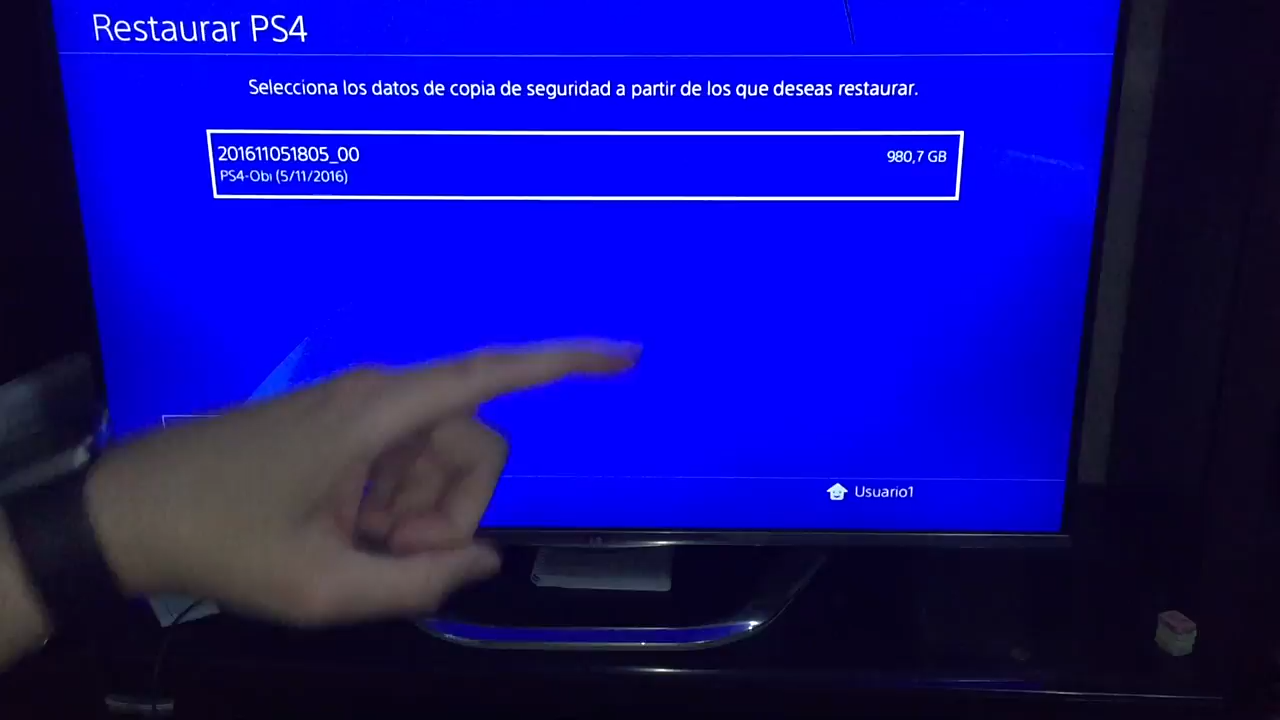 Restaurar PS4
Selecciona los datos de copia de seguridad a partir de los que deseas restaurar.
201611051805_00
980,7 GB
PS4-Obi (5/11/2016)
Usuario1